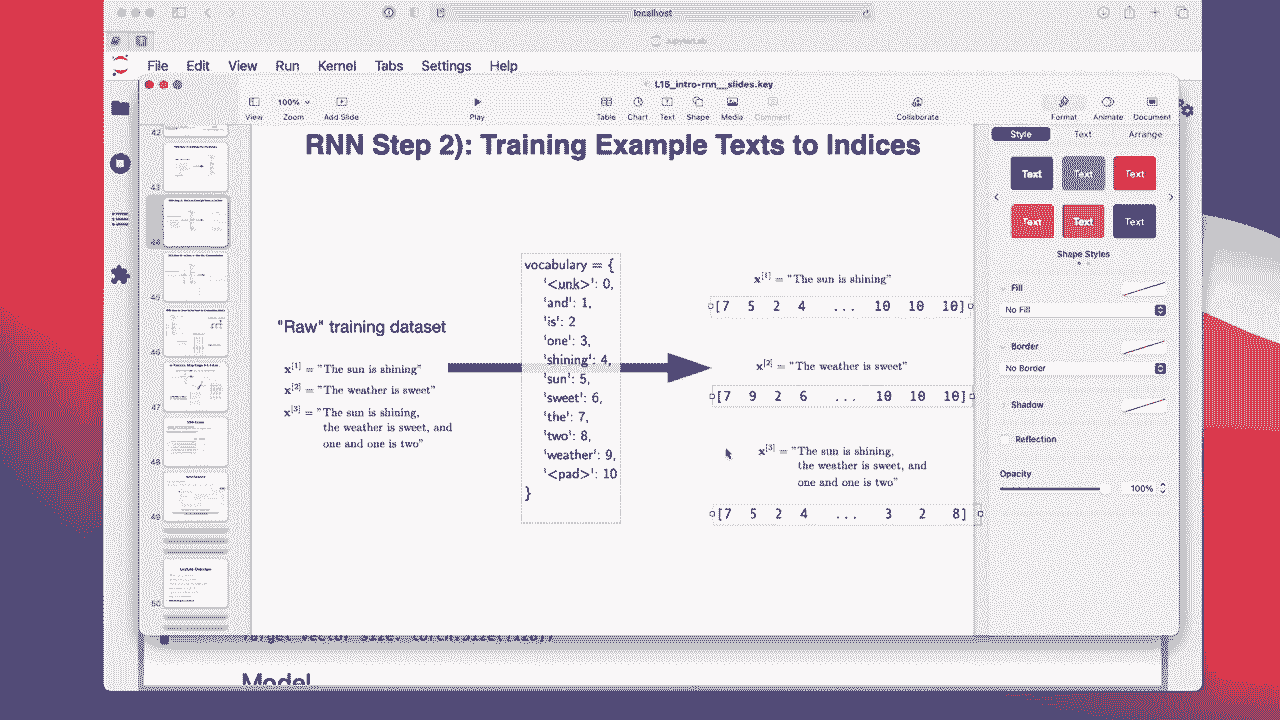 localhost
File Edit View Run Kernel Tabs Settings Help
L15_intro-rnn__slides.key
100%
View Zoom Add Slide Play Table Chart Text Shape Media Comment Collaborate Format Animate Document
RNN Step 2): Training Example Texts to Indices
Style Text Arrange
Text Text Text
Text Text Text
Shape Styles
Fill
No Fill
Border
No Border
Shadow
Reflection
Opacity
100%
42
43
44
45
46
47
48
49
50
"Raw" training dataset
x[1] = "The sun is shining"
x[2] = "The weather is sweet"
x[3] = "The sun is shining,
the weather is sweet, and
one and one is two"
vocabulary = {
'<unk>': 0,
'and': 1,
'is': 2
'one': 3,
'shining': 4,
'sun': 5,
'sweet': 6,
'the': 7,
'two': 8,
'weather': 9,
'<pad>': 10
}
x[1] = "The sun is shining"
[7 5 2 4 ... 10 10 10]
x[2] = "The weather is sweet"
[7 9 2 6 ... 10 10 10]
x[3] = "The sun is shining,
the weather is sweet, and
one and one is two"
[7 5 2 4 ... 3 2 8]
Target vector size: torch.Size([128])
Model